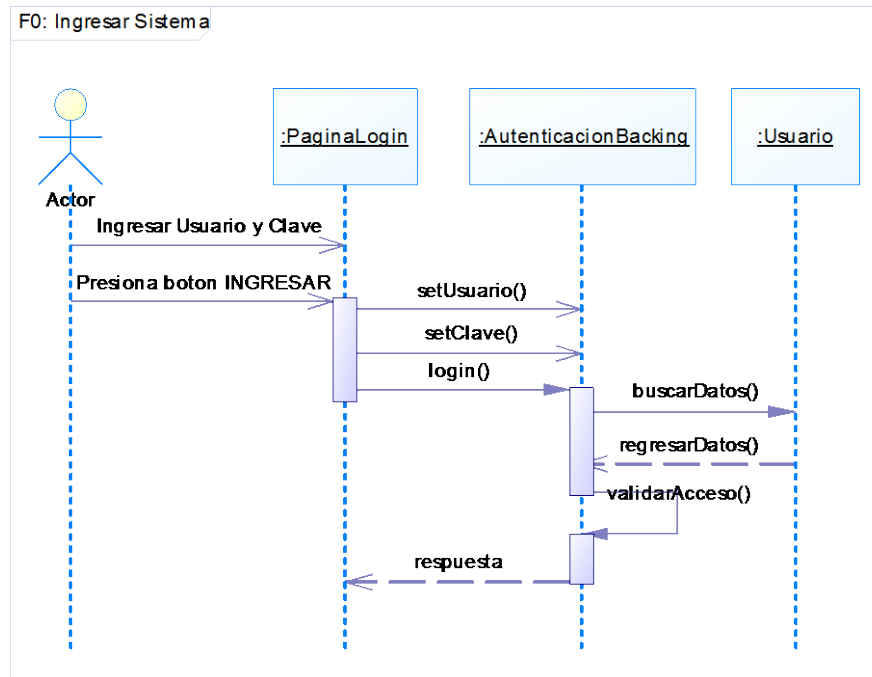 F0: Ingresar Sistema
:PaginaLogin
:AutenticacionBacking
:Usuario
Actor
Ingresar Usuario y Clave
Presiona boton INGRESAR
setUsuario()
setClave()
login()
buscarDatos()
regresarDatos()
validarAcceso()
respuesta